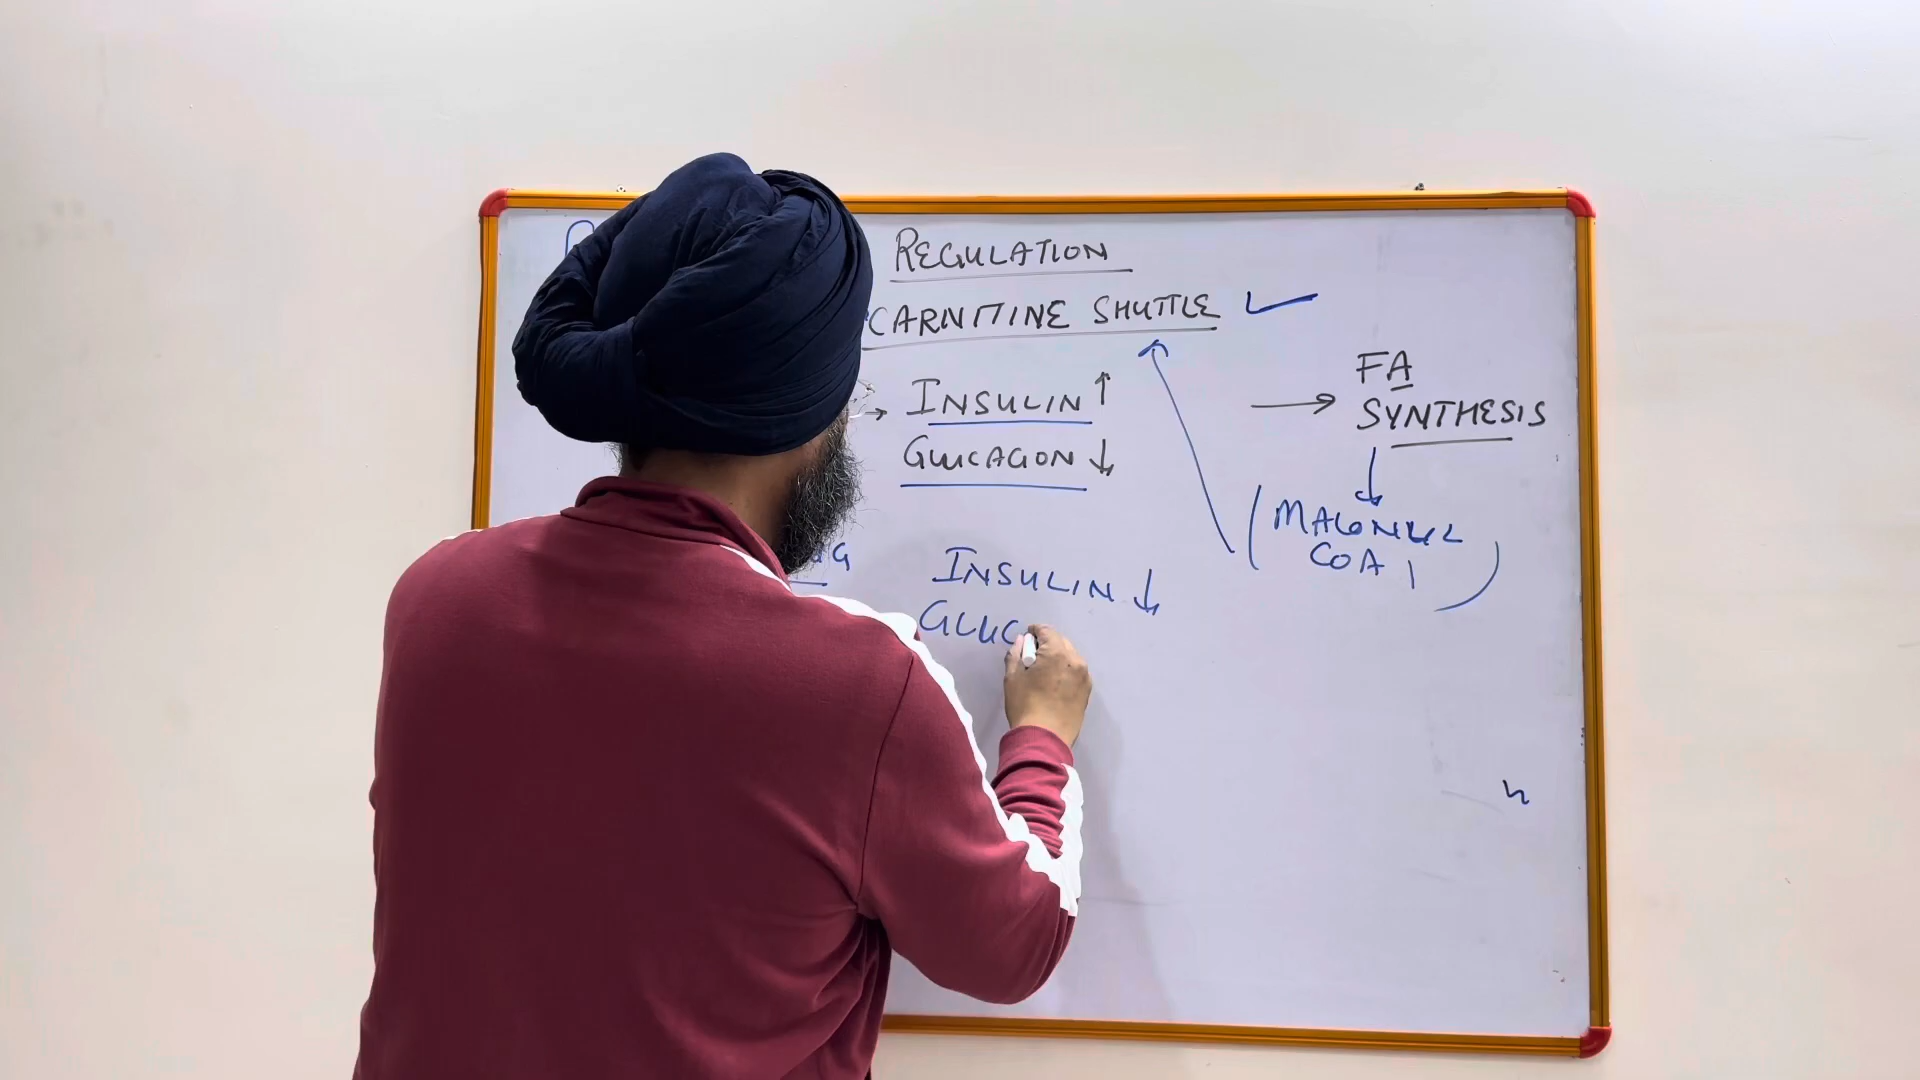 REGULATION
CARNITINE SHUTTLE
→ INSULIN ↑
GLUCAGON ↓
→ FA
SYNTHESIS
↓
MALONYL
COA
INSULIN ↓
GLUC